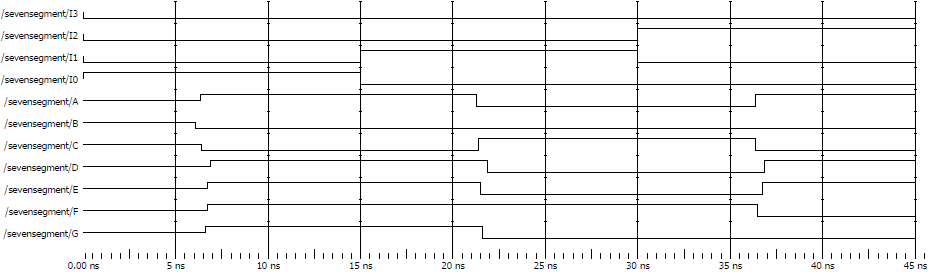 /sevensegment/I3
/sevensegment/I2
/sevensegment/I1
/sevensegment/I0
/sevensegment/A
/sevensegment/B
/sevensegment/C
/sevensegment/D
/sevensegment/E
/sevensegment/F
/sevensegment/G
0.00 ns 5 ns 10 ns 15 ns 20 ns 25 ns 30 ns 35 ns 40 ns 45 ns